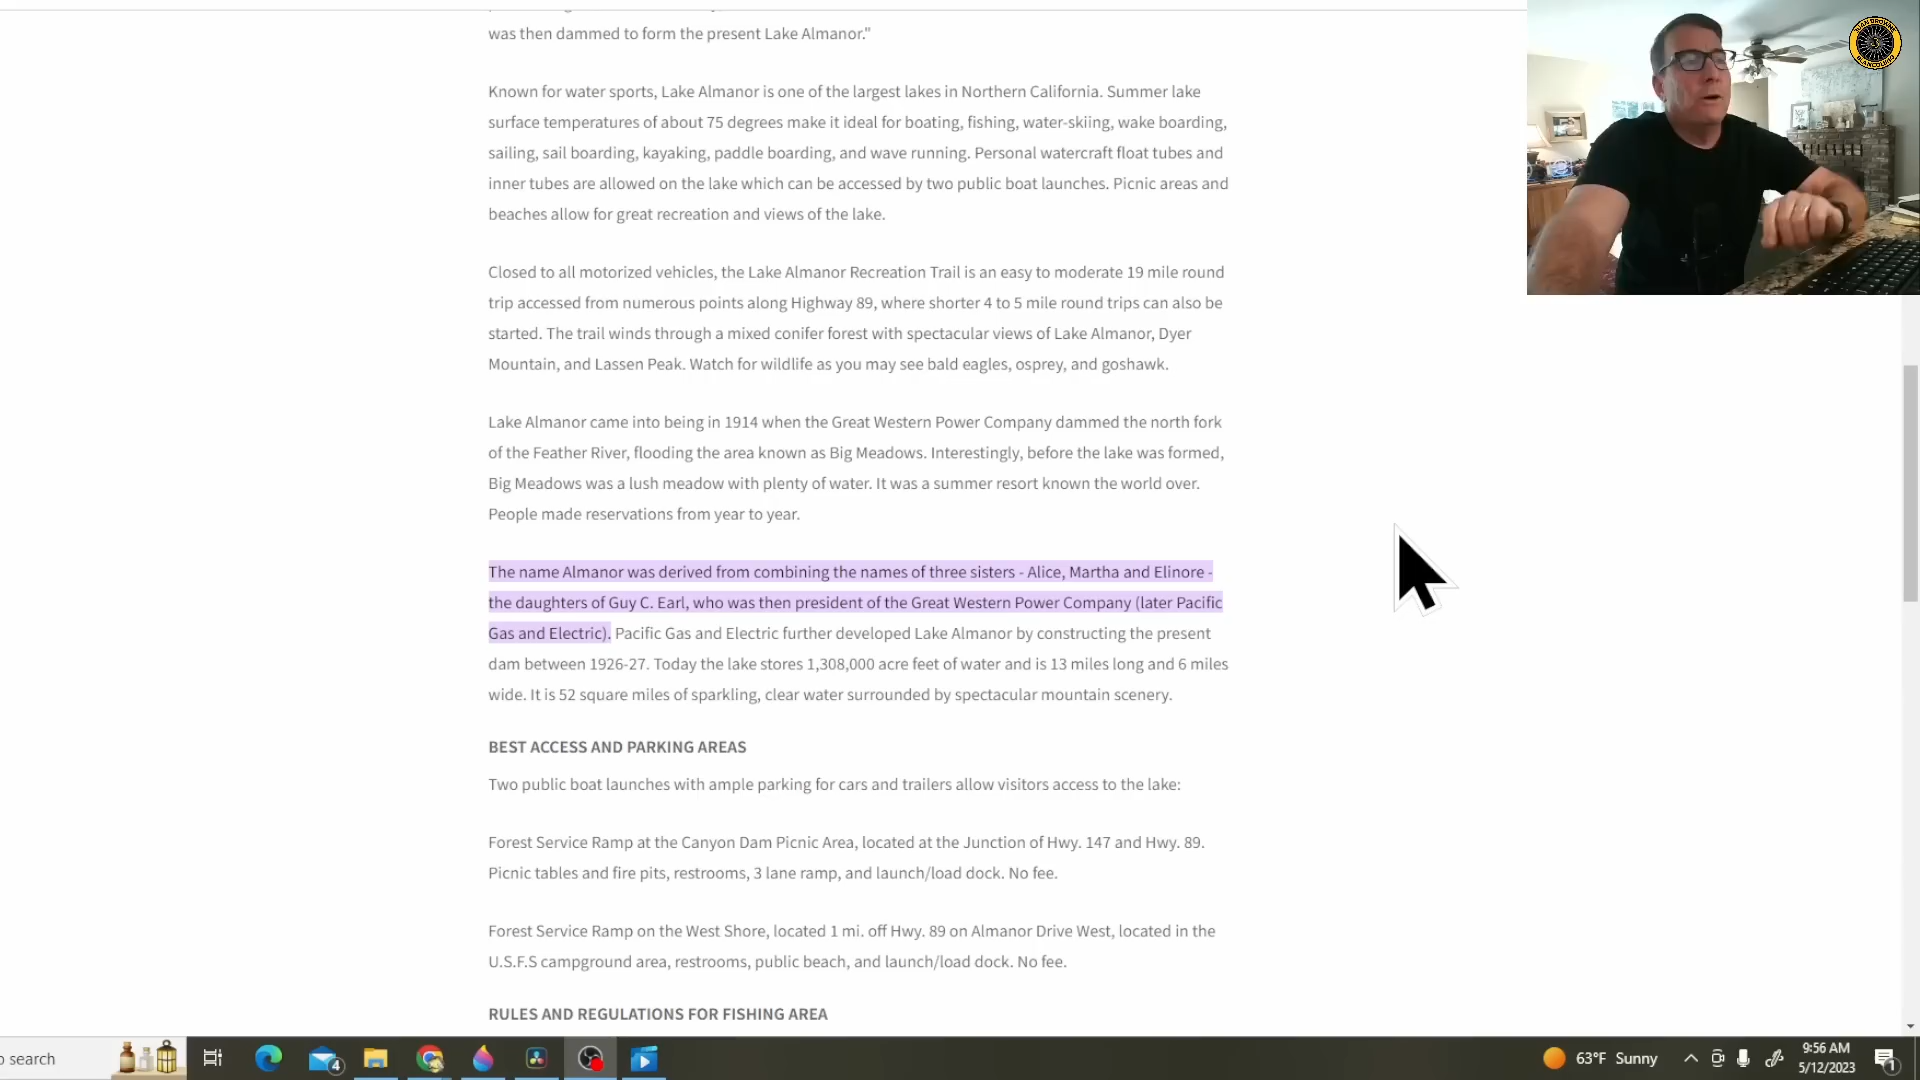 was then dammed to form the present Lake Almanor."
Known for water sports, Lake Almanor is one of the largest lakes in Northern California. Summer lake
surface temperatures of about 75 degrees make it ideal for boating, fishing, water-skiing, wake boarding,
sailing, sail boarding, kayaking, paddle boarding, and wave running. Personal watercraft float tubes and
inner tubes are allowed on the lake which can be accessed by two public boat launches. Picnic areas and
beaches allow for great recreation and views of the lake.
Closed to all motorized vehicles, the Lake Almanor Recreation Trail is an easy to moderate 19 mile round
trip accessed from numerous points along Highway 89, where shorter 4 to 5 mile round trips can also be
started. The trail winds through a mixed conifer forest with spectacular views of Lake Almanor, Dyer
Mountain, and Lassen Peak. Watch for wildlife as you may see bald eagles, osprey, and goshawk.
Lake Almanor came into being in 1914 when the Great Western Power Company dammed the north fork
of the Feather River, flooding the area known as Big Meadows. Interestingly, before the lake was formed,
Big Meadows was a lush meadow with plenty of water. It was a summer resort known the world over.
People made reservations from year to year.
The name Almanor was derived from combining the names of three sisters - Alice, Martha and Elinore -
the daughters of Guy C. Earl, who was then president of the Great Western Power Company (later Pacific
Gas and Electric). Pacific Gas and Electric further developed Lake Almanor by constructing the present
dam between 1926-27. Today the lake stores 1,308,000 acre feet of water and is 13 miles long and 6 miles
wide. It is 52 square miles of sparkling, clear water surrounded by spectacular mountain scenery.
BEST ACCESS AND PARKING AREAS
Two public boat launches with ample parking for cars and trailers allow visitors access to the lake:
Forest Service Ramp at the Canyon Dam Picnic Area, located at the Junction of Hwy. 147 and Hwy. 89.
Picnic tables and fire pits, restrooms, 3 lane ramp, and launch/load dock. No fee.
Forest Service Ramp on the West Shore, located 1 mi. off Hwy. 89 on Almanor Drive West, located in the
U.S.F.S campground area, restrooms, public beach, and launch/load dock. No fee.
RULES AND REGULATIONS FOR FISHING AREA
o search
4
63°F Sunny
9:56 AM
5/12/2023
1